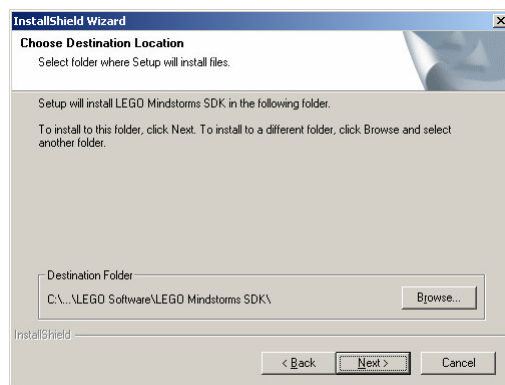 InstallShield Wizard
Choose Destination Location
Select folder where Setup will install files.
Setup will install LEGO Mindstorms SDK in the following folder.
To install to this folder, click Next. To install to a different folder, click Browse and select
another folder.
Destination Folder
C:\...\LEGO Software\LEGO Mindstorms SDK\
Browse...
InstallShield
< Back
Next >
Cancel